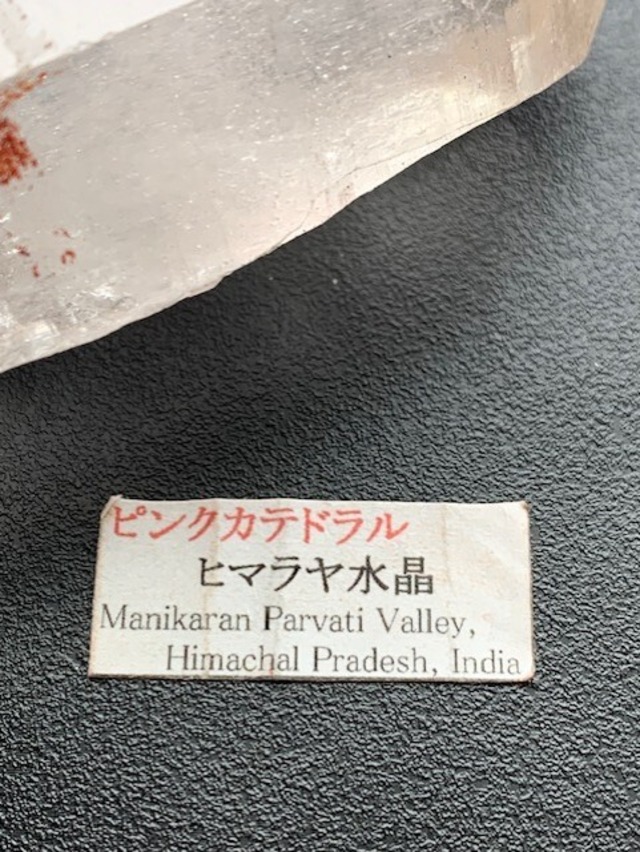 ピンクカテドラル
ヒマラヤ水晶
Manikaran Parvati Valley,
Himachal Pradesh, India